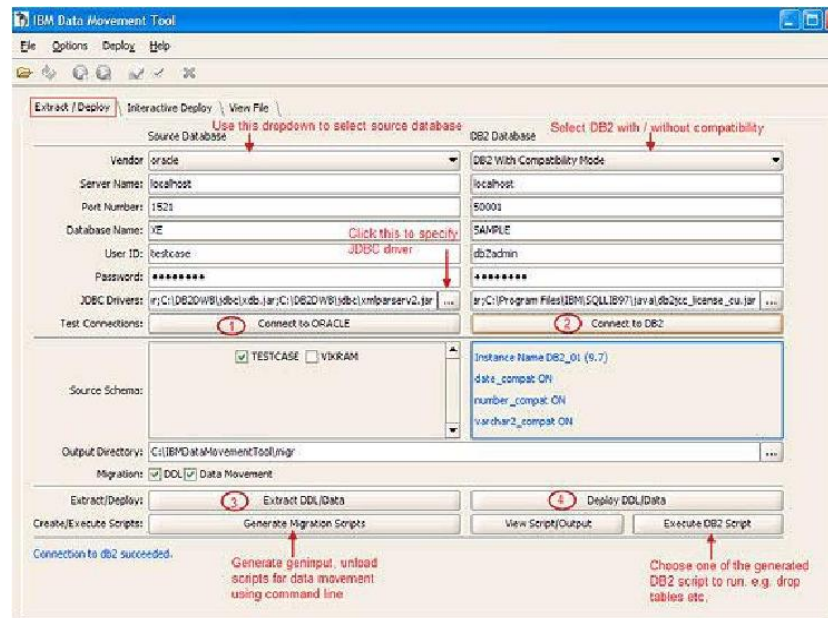 IBM Data Movement Tool
File Options Deploy Help
Extract / Deploy Interactive Deploy View File
Use this dropdown to select source database
Select DB2 with / without compatibility
Source Database DB2 Database
Vendor oracle DB2 With Compatibility Mode
Server Name: localhost localhost
Port Number: 1521 50001
Database Name: XE SAMPLE
Click this to specify
JDBC driver
User ID: testcase db2admin
Password: ******** ********
JDBC Drivers: ir;C:\DB2DWB\jdbc\xdb.jar;C:\DB2DWB\jdbc\xmlparserv2.jar ... ar;C:\Program Files\IBM\SQLLIB97\java\db2jcc_license_cu.jar ...
Test Connections: 1 Connect to ORACLE 2 Connect to DB2
TESTCASE VIKRAM
Source Schema:
Instance Name DB2_01 (9.7)
date_compat ON
number_compat ON
varchar2_compat ON
Output Directory: C:\IBMDataMovementTool\migr ...
Migration: DDL Data Movement
Extract/Deploy: 3 Extract DDL/Data 4 Deploy DDL/Data
Create/Execute Scripts: Generate Migration Scripts View Script/Output Execute DB2 Script
Connection to db2 succeeded.
Generate geninput, unload
scripts for data movement
using command line
Choose one of the generated
DB2 script to run. e.g. drop
tables etc.